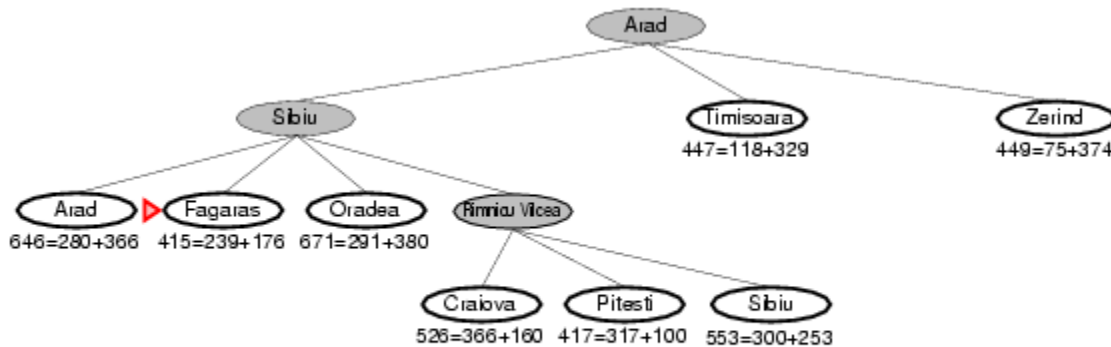 Arad
Sibiu
Timisoara
Zerind
447=118+329
449=75+374
Arad
Fagaras
Oradea
Rimnicu Vilcea
646=280+366
415=239+176
671=291+380
Craiova
Pitesti
Sibiu
526=366+160
417=317+100
553=300+253